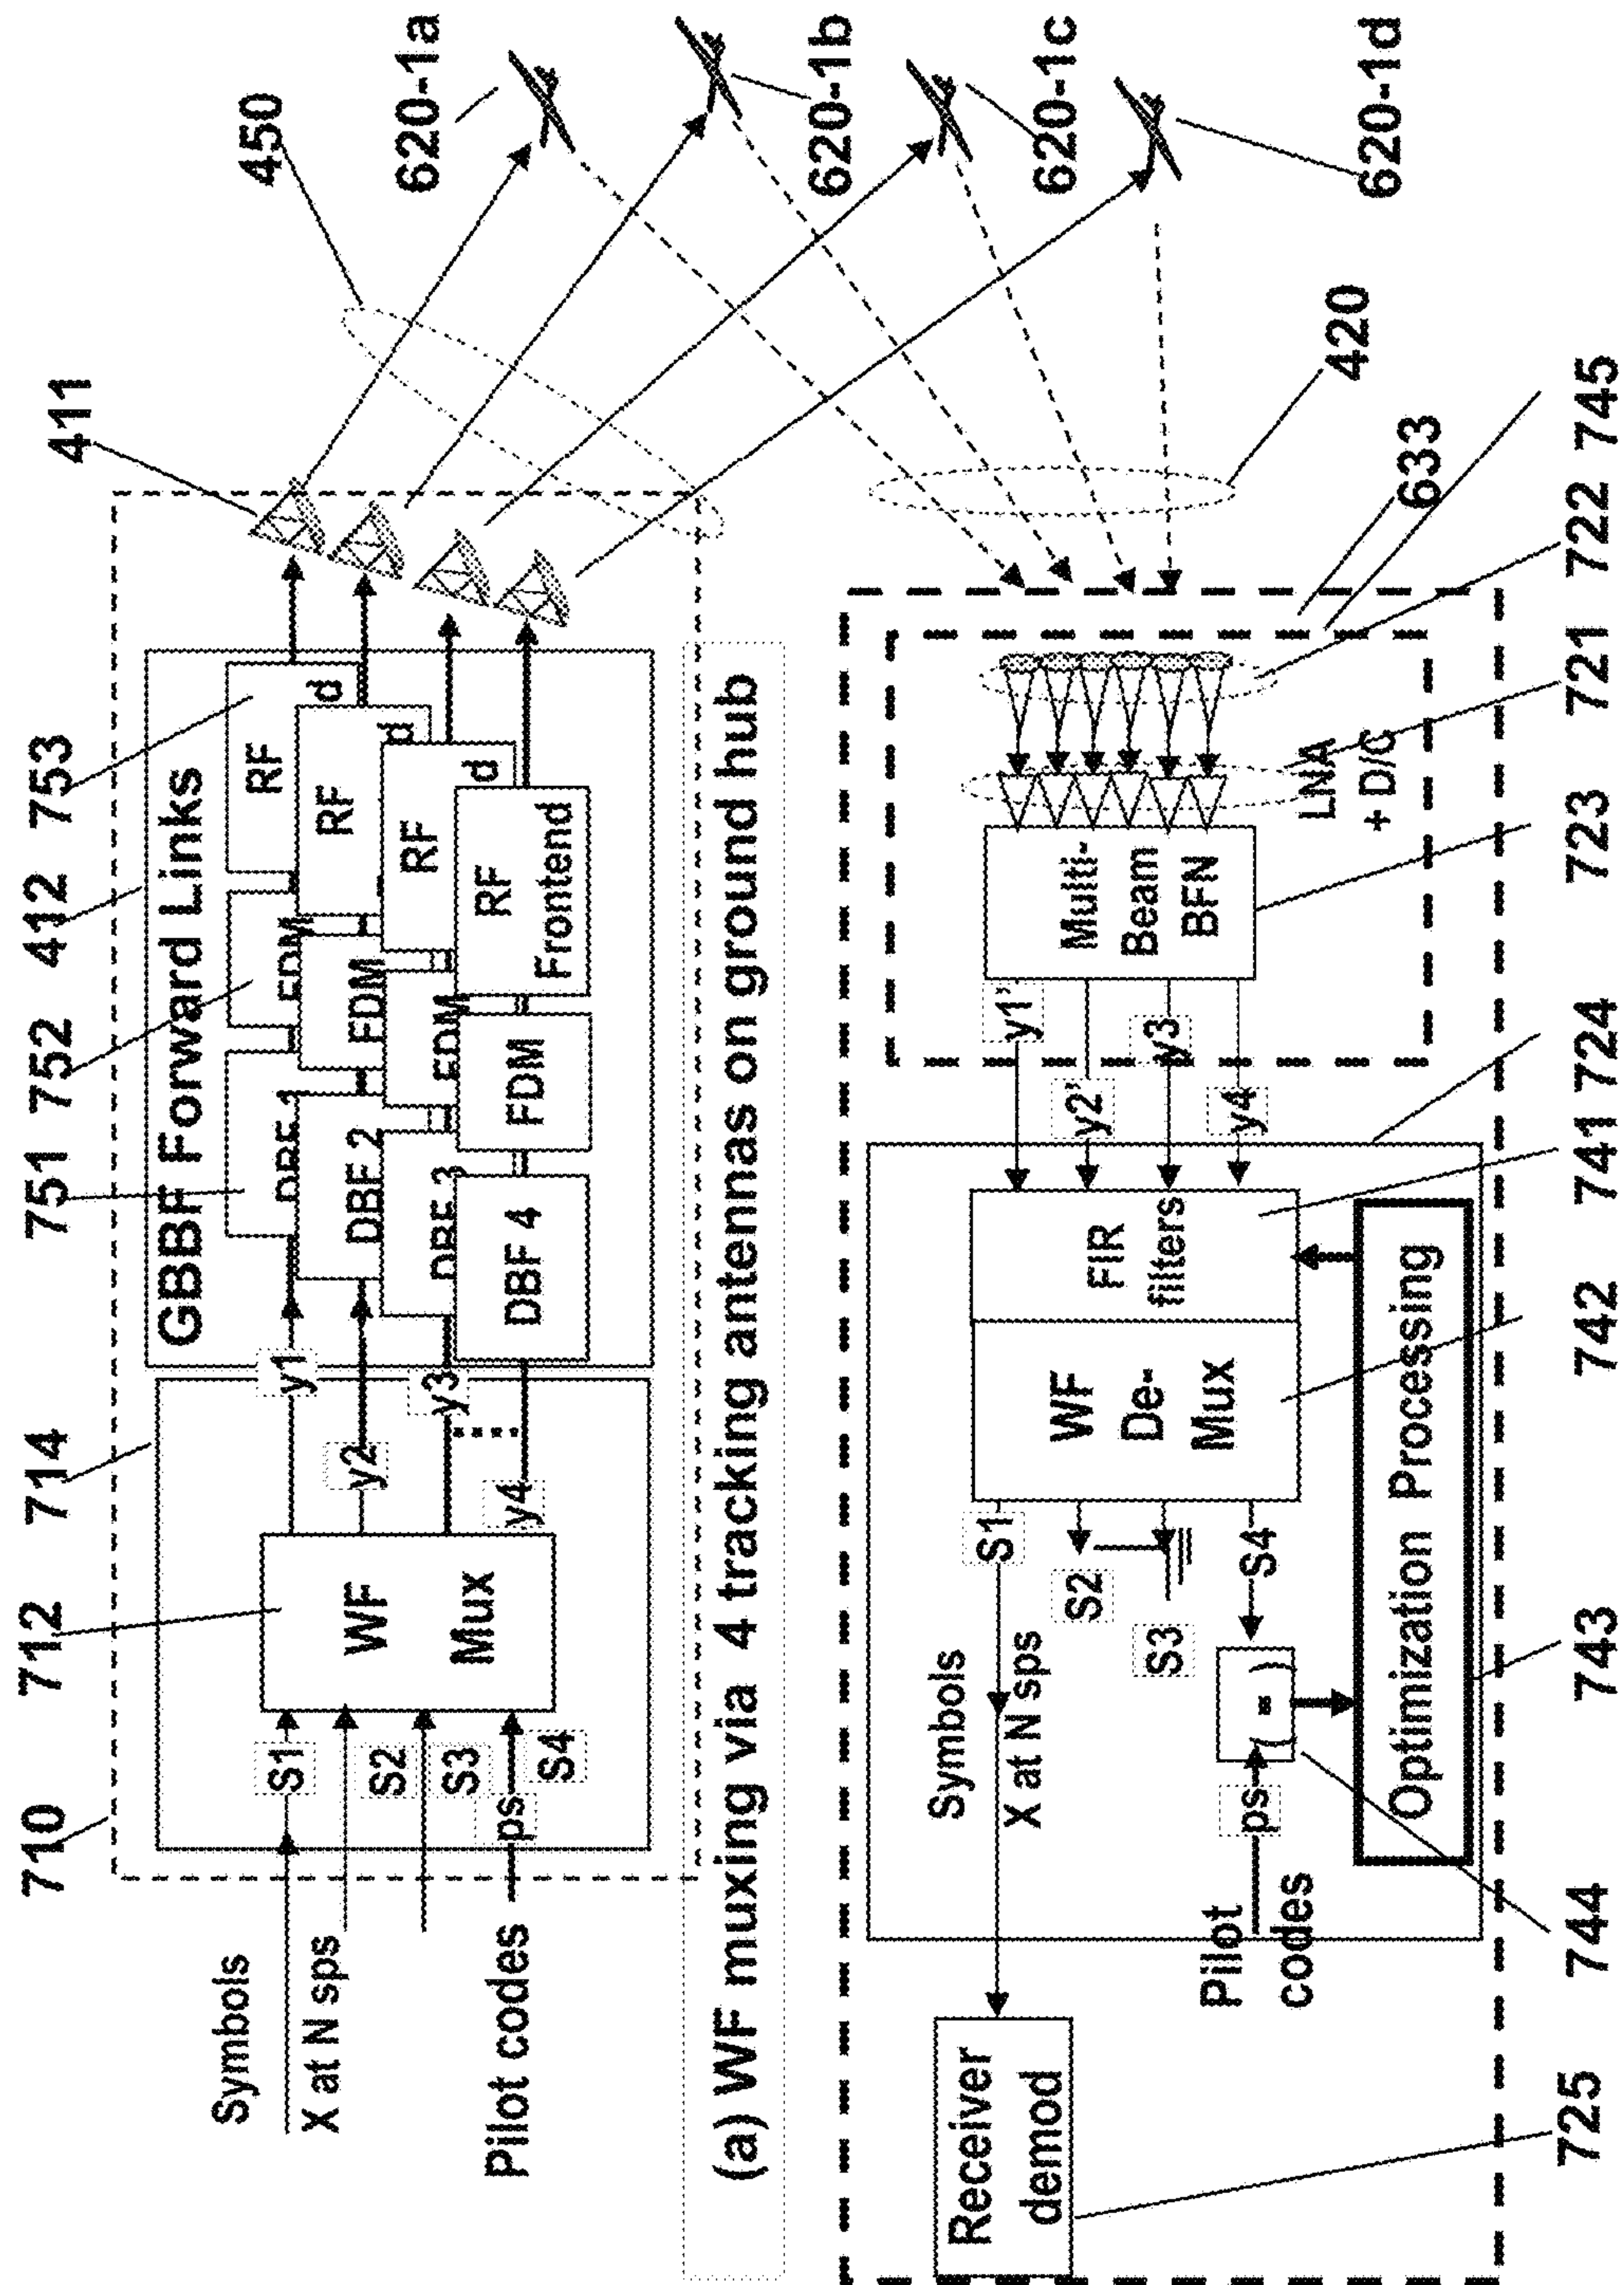 710
712
714
751
752
412
753
411
450
620-1a
620-1b
620-1c
620-1d
GBBF Forward Links
Symbols
X at N sps
Pilot codes
S1
S2
S3
ps
S4
WF
Mux
y1
y2
y3
y4
DBF 1
DBF 2
DBF 3
DBF 4
FDM
FDM
FDM
FDM
RF
d
RF
d
RF
d
RF
Frontend
(a) WF muxing via 4 tracking antennas on ground hub
Receiver
demod
Symbols
X at N sps
Pilot
codes
ps
S1
S2
S3
S4
( = )
WF
De-
Mux
FIR
filters
Optimization Processing
y1'
y2'
y3
y4
Multi-
Beam
BFN
LNA
+ D/C
420
633
725
744
743
742
741
724
723
721
722
745